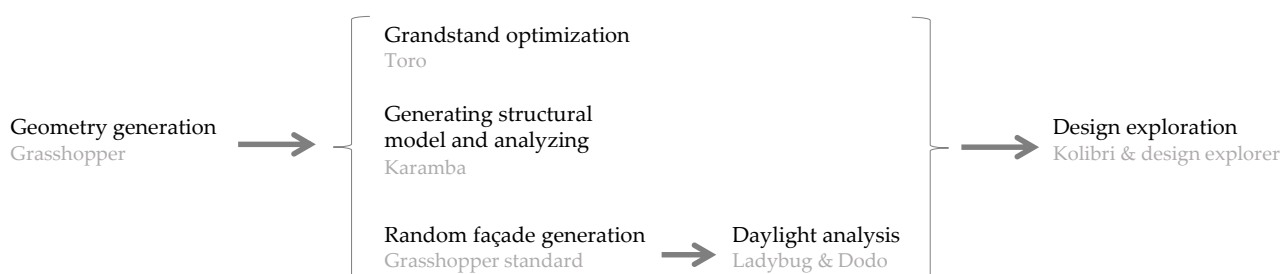 Grandstand optimization
Toro
Generating structural
model and analyzing
Karamba
Geometry generation
Grasshopper
Design exploration
Kolibri & design explorer
Random façade generation
Grasshopper standard
Daylight analysis
Ladybug & Dodo